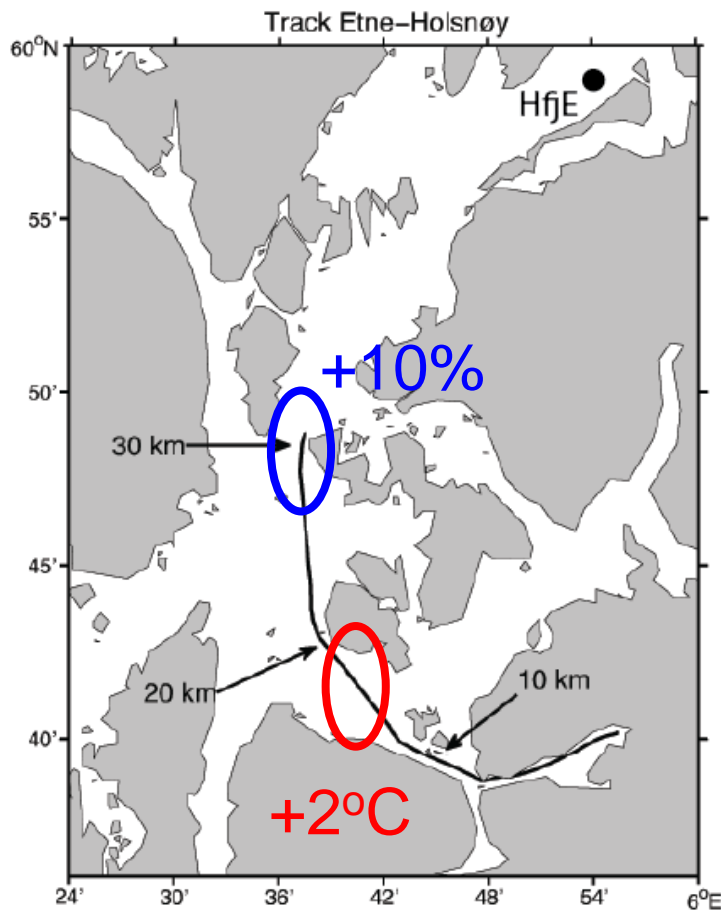 Track Etne–Holsnøy
60°N
HfjE
55'
+10%
50'
30 km
45'
20 km
10 km
40'
+2°C
24'
30'
36'
42'
48'
54'
6°E